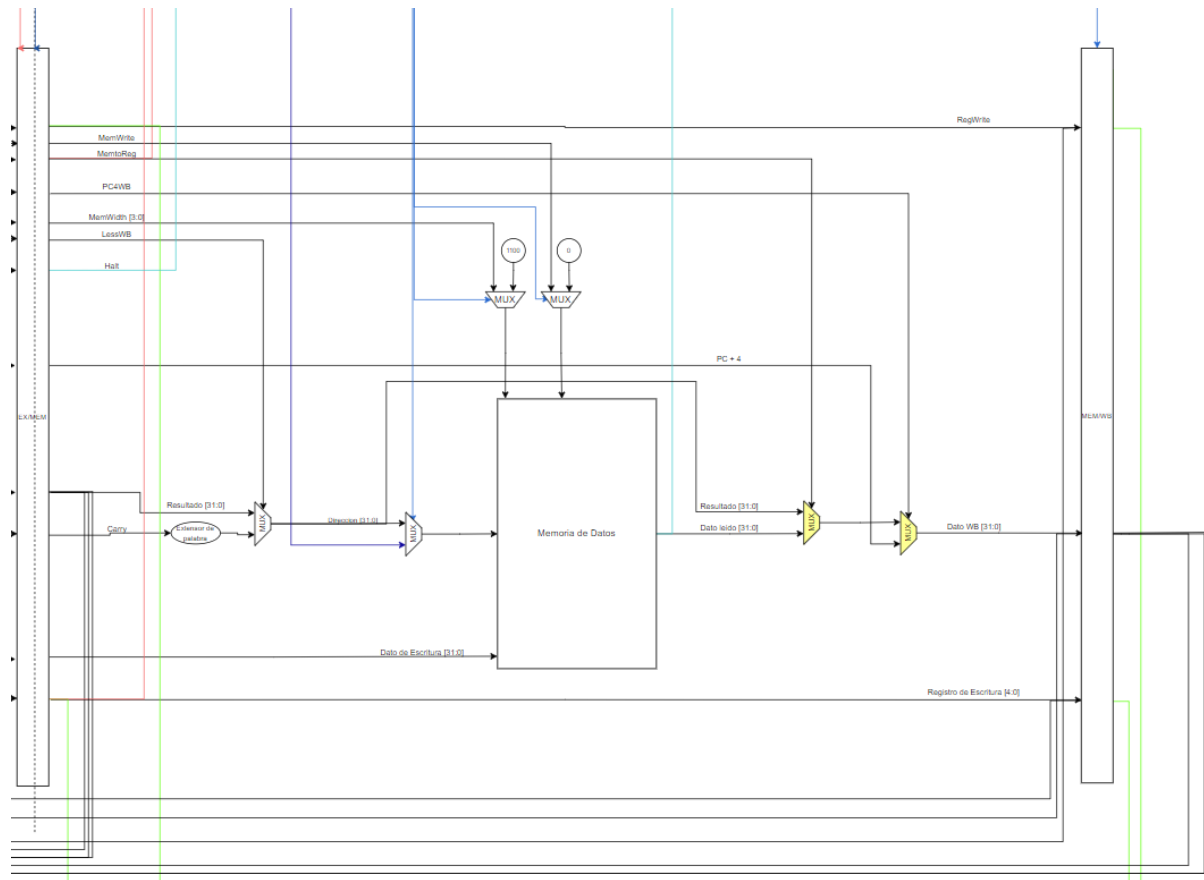 RegWrite
MemWrite
MemtoReg
PC4WB
MemWidth [3:0]
LessWB
Halt
1100
0
MUX
MUX
PC + 4
EX/MEM
MEM/WB
Resultado [31:0]
Carry
Extensor de
palabra
MUX
Direccion [31:0]
MUX
Memoria de Datos
Resultado [31:0]
Dato leido [31:0]
MUX
MUX
Dato WB [31:0]
Dato de Escritura [31:0]
Registro de Escritura [4:0]